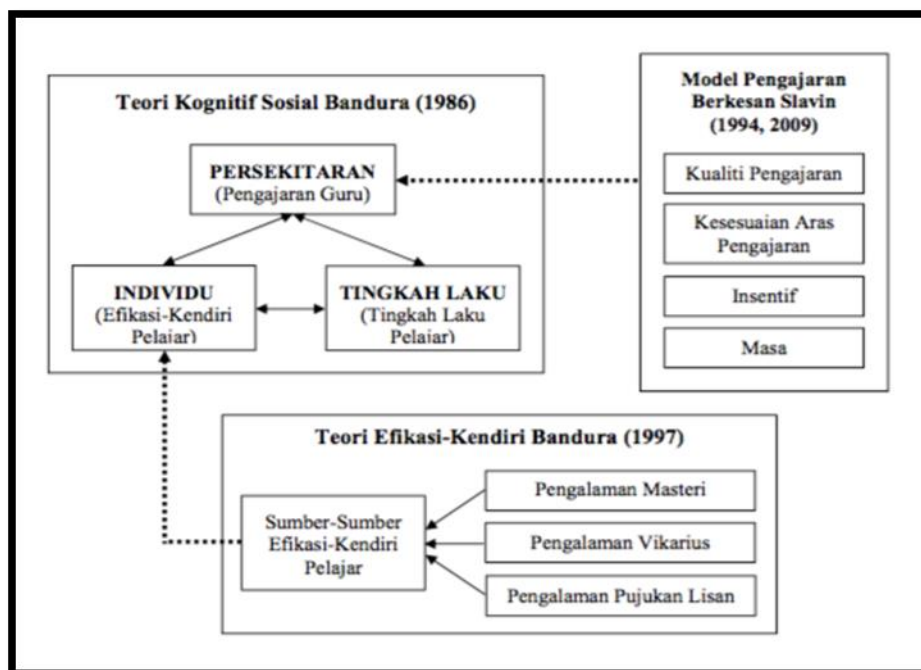 Teori Kognitif Sosial Bandura (1986)
PERSEKITARAN
(Pengajaran Guru)
INDIVIDU
(Efikasi-Kendiri
Pelajar)
TINGKAH LAKU
(Tingkah Laku
Pelajar)
Model Pengajaran
Berkesan Slavin
(1994, 2009)
Kualiti Pengajaran
Kesesuaian Aras
Pengajaran
Insentif
Masa
Teori Efikasi-Kendiri Bandura (1997)
Sumber-Sumber
Efikasi-Kendiri
Pelajar
Pengalaman Masteri
Pengalaman Vikarius
Pengalaman Pujukan Lisan